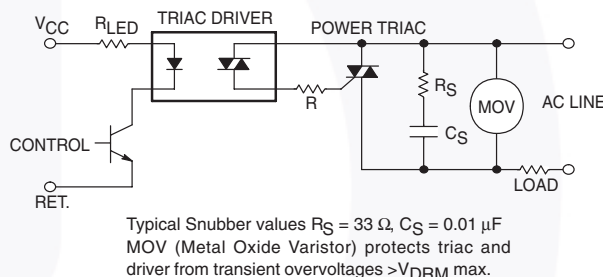 TRIAC DRIVER
POWER TRIAC
VCC
RLED
R
RS
CS
MOV
AC LINE
CONTROL
RET.
LOAD
Typical Snubber values RS = 33 Ω, CS = 0.01 μF
MOV (Metal Oxide Varistor) protects triac and
driver from transient overvoltages >VDRM max.